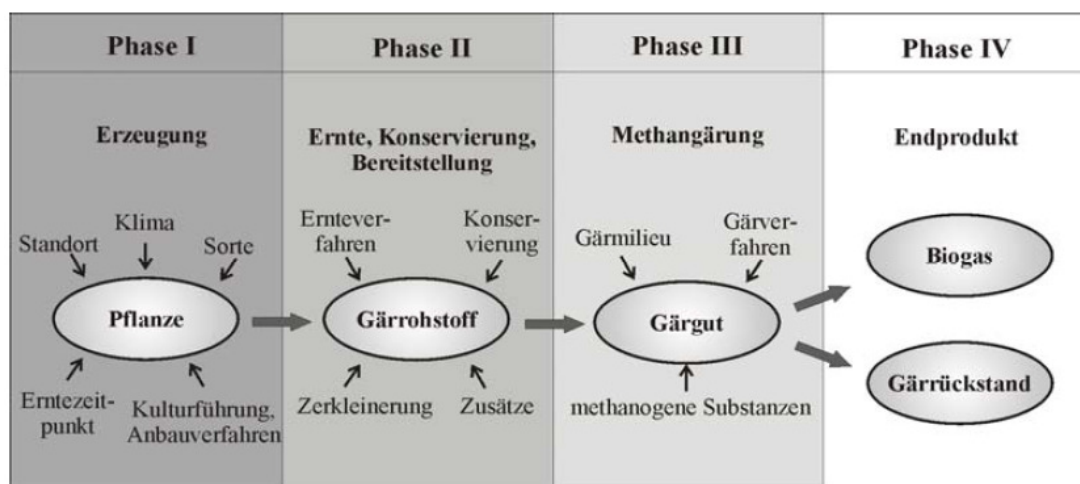 Phase I
Phase II
Phase III
Phase IV
Erzeugung
Ernte, Konservierung,
Bereitstellung
Methangärung
Endprodukt
Klima
Standort
Sorte
Pflanze
Erntezeit-
punkt
Kulturführung,
Anbauverfahren
Erntever-
fahren
Konser-
vierung
Gärrohstoff
Zerkleinerung
Zusätze
Gärmilieu
Gärver-
fahren
Gärgut
methanogene Substanzen
Biogas
Gärrückstand